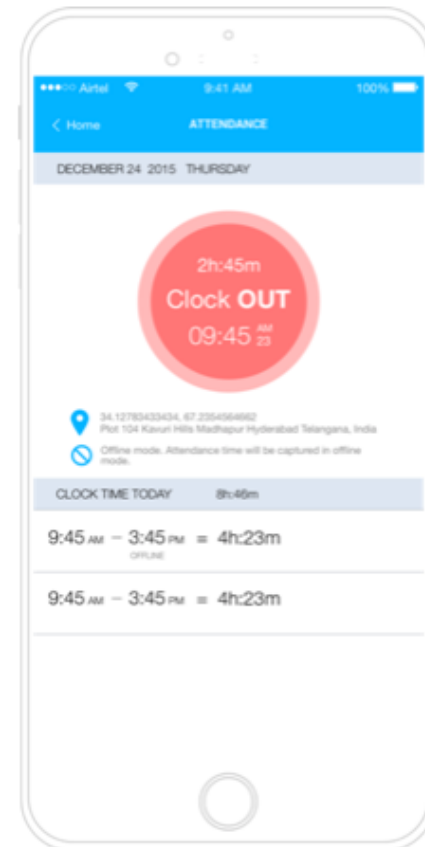 Airtel 9:41 AM 100%
< Home ATTENDANCE
DECEMBER 24 2015 THURSDAY
2h:45m
Clock OUT
09:45 AM
23
34.12783433434, 67.2354564662
Plot 104 Kavuri Hills Madhapur Hyderabad Telangana, India
Offline mode. Attendance time will be captured in offline
mode.
CLOCK TIME TODAY 8h:46m
9:45 AM – 3:45 PM = 4h:23m
OFFLINE
9:45 AM – 3:45 PM = 4h:23m